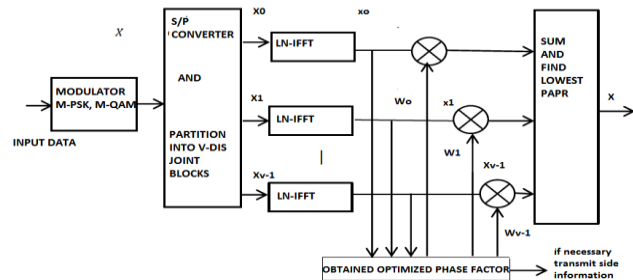 X
MODULATOR
M-PSK, M-QAM
INPUT DATA
S/P
CONVERTER
AND
PARTITION
INTO V-DIS
JOINT
BLOCKS
X0
LN-IFFT
xo
X1
LN-IFFT
Wo
x1
Xv-1
LN-IFFT
W1
Xv-1
Wv-1
SUM
AND
FIND
LOWEST
PAPR
X
OBTAINED OPTIMIZED PHASE FACTOR
if necessary
transmit side
information